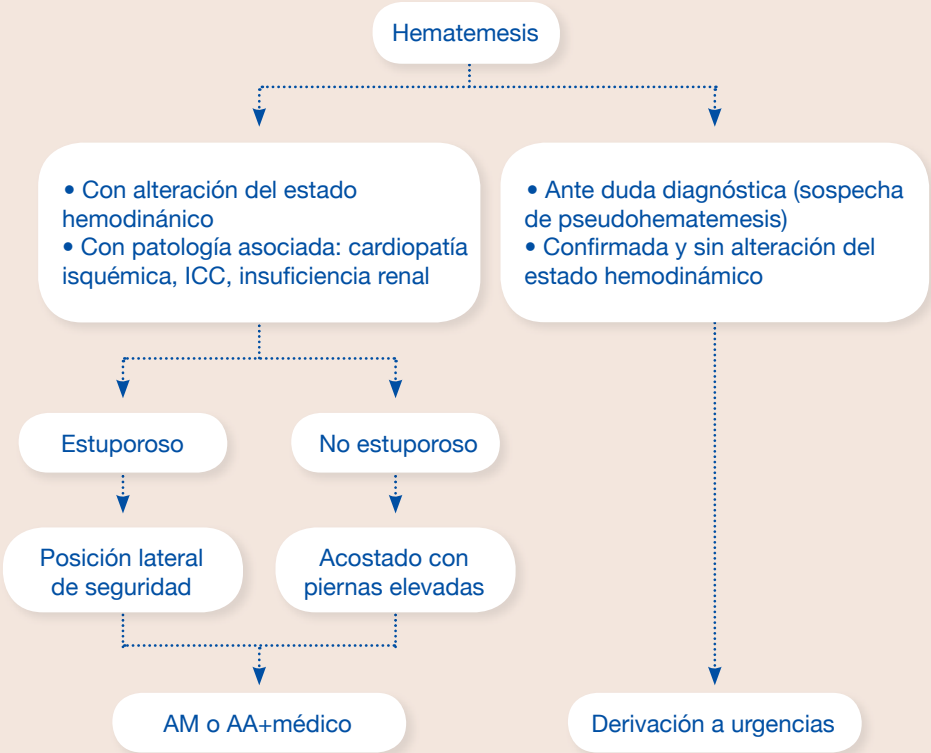 Hematemesis
• Con alteración del estado
hemodinánico
• Con patología asociada: cardiopatía
isquémica, ICC, insuficiencia renal
• Ante duda diagnóstica (sospecha
de pseudohematemesis)
• Confirmada y sin alteración del
estado hemodinámico
Estuporoso
No estuporoso
Posición lateral
de seguridad
Acostado con
piernas elevadas
AM o AA+médico
Derivación a urgencias